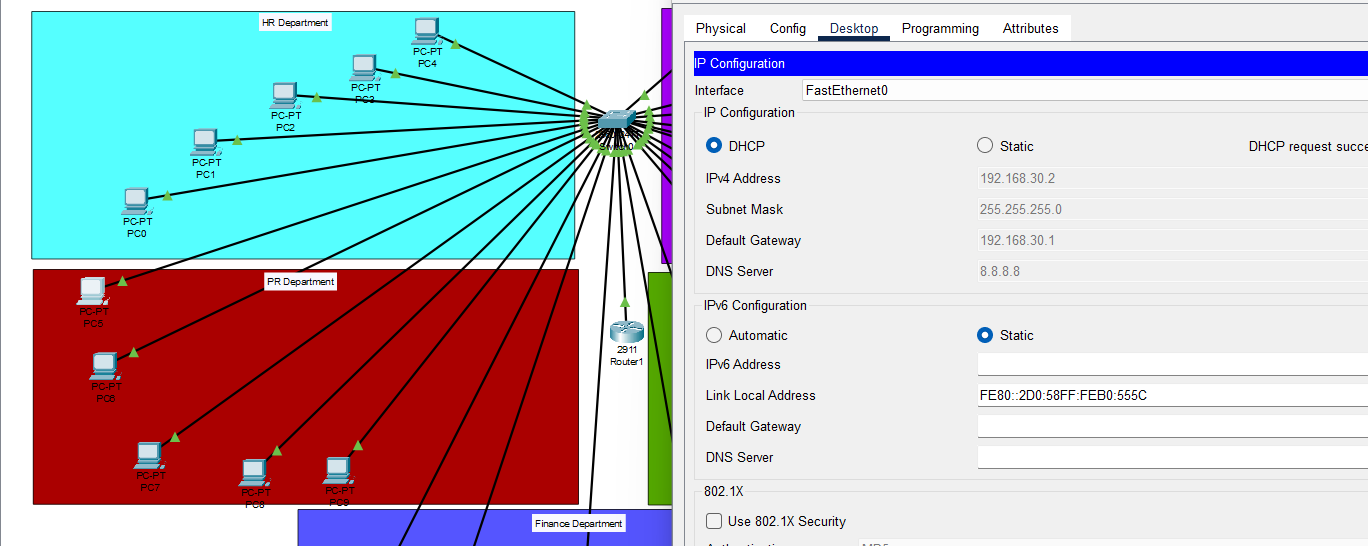 HR Department
PC-PT
PC4
PC-PT
PC3
PC-PT
PC2
PC-PT
PC1
PC-PT
PC0
PR Department
PC-PT
PC5
PC-PT
PC6
PC-PT
PC7
PC-PT
PC8
PC-PT
PC9
2911
Router1
Finance Department
Physical
Config
Desktop
Programming
Attributes
IP Configuration
Interface
FastEthernet0
IP Configuration
DHCP
Static
DHCP request succe
IPv4 Address
192.168.30.2
Subnet Mask
255.255.255.0
Default Gateway
192.168.30.1
DNS Server
8.8.8.8
IPv6 Configuration
Automatic
Static
IPv6 Address
Link Local Address
FE80::2D0:58FF:FEB0:555C
Default Gateway
DNS Server
802.1X
Use 802.1X Security